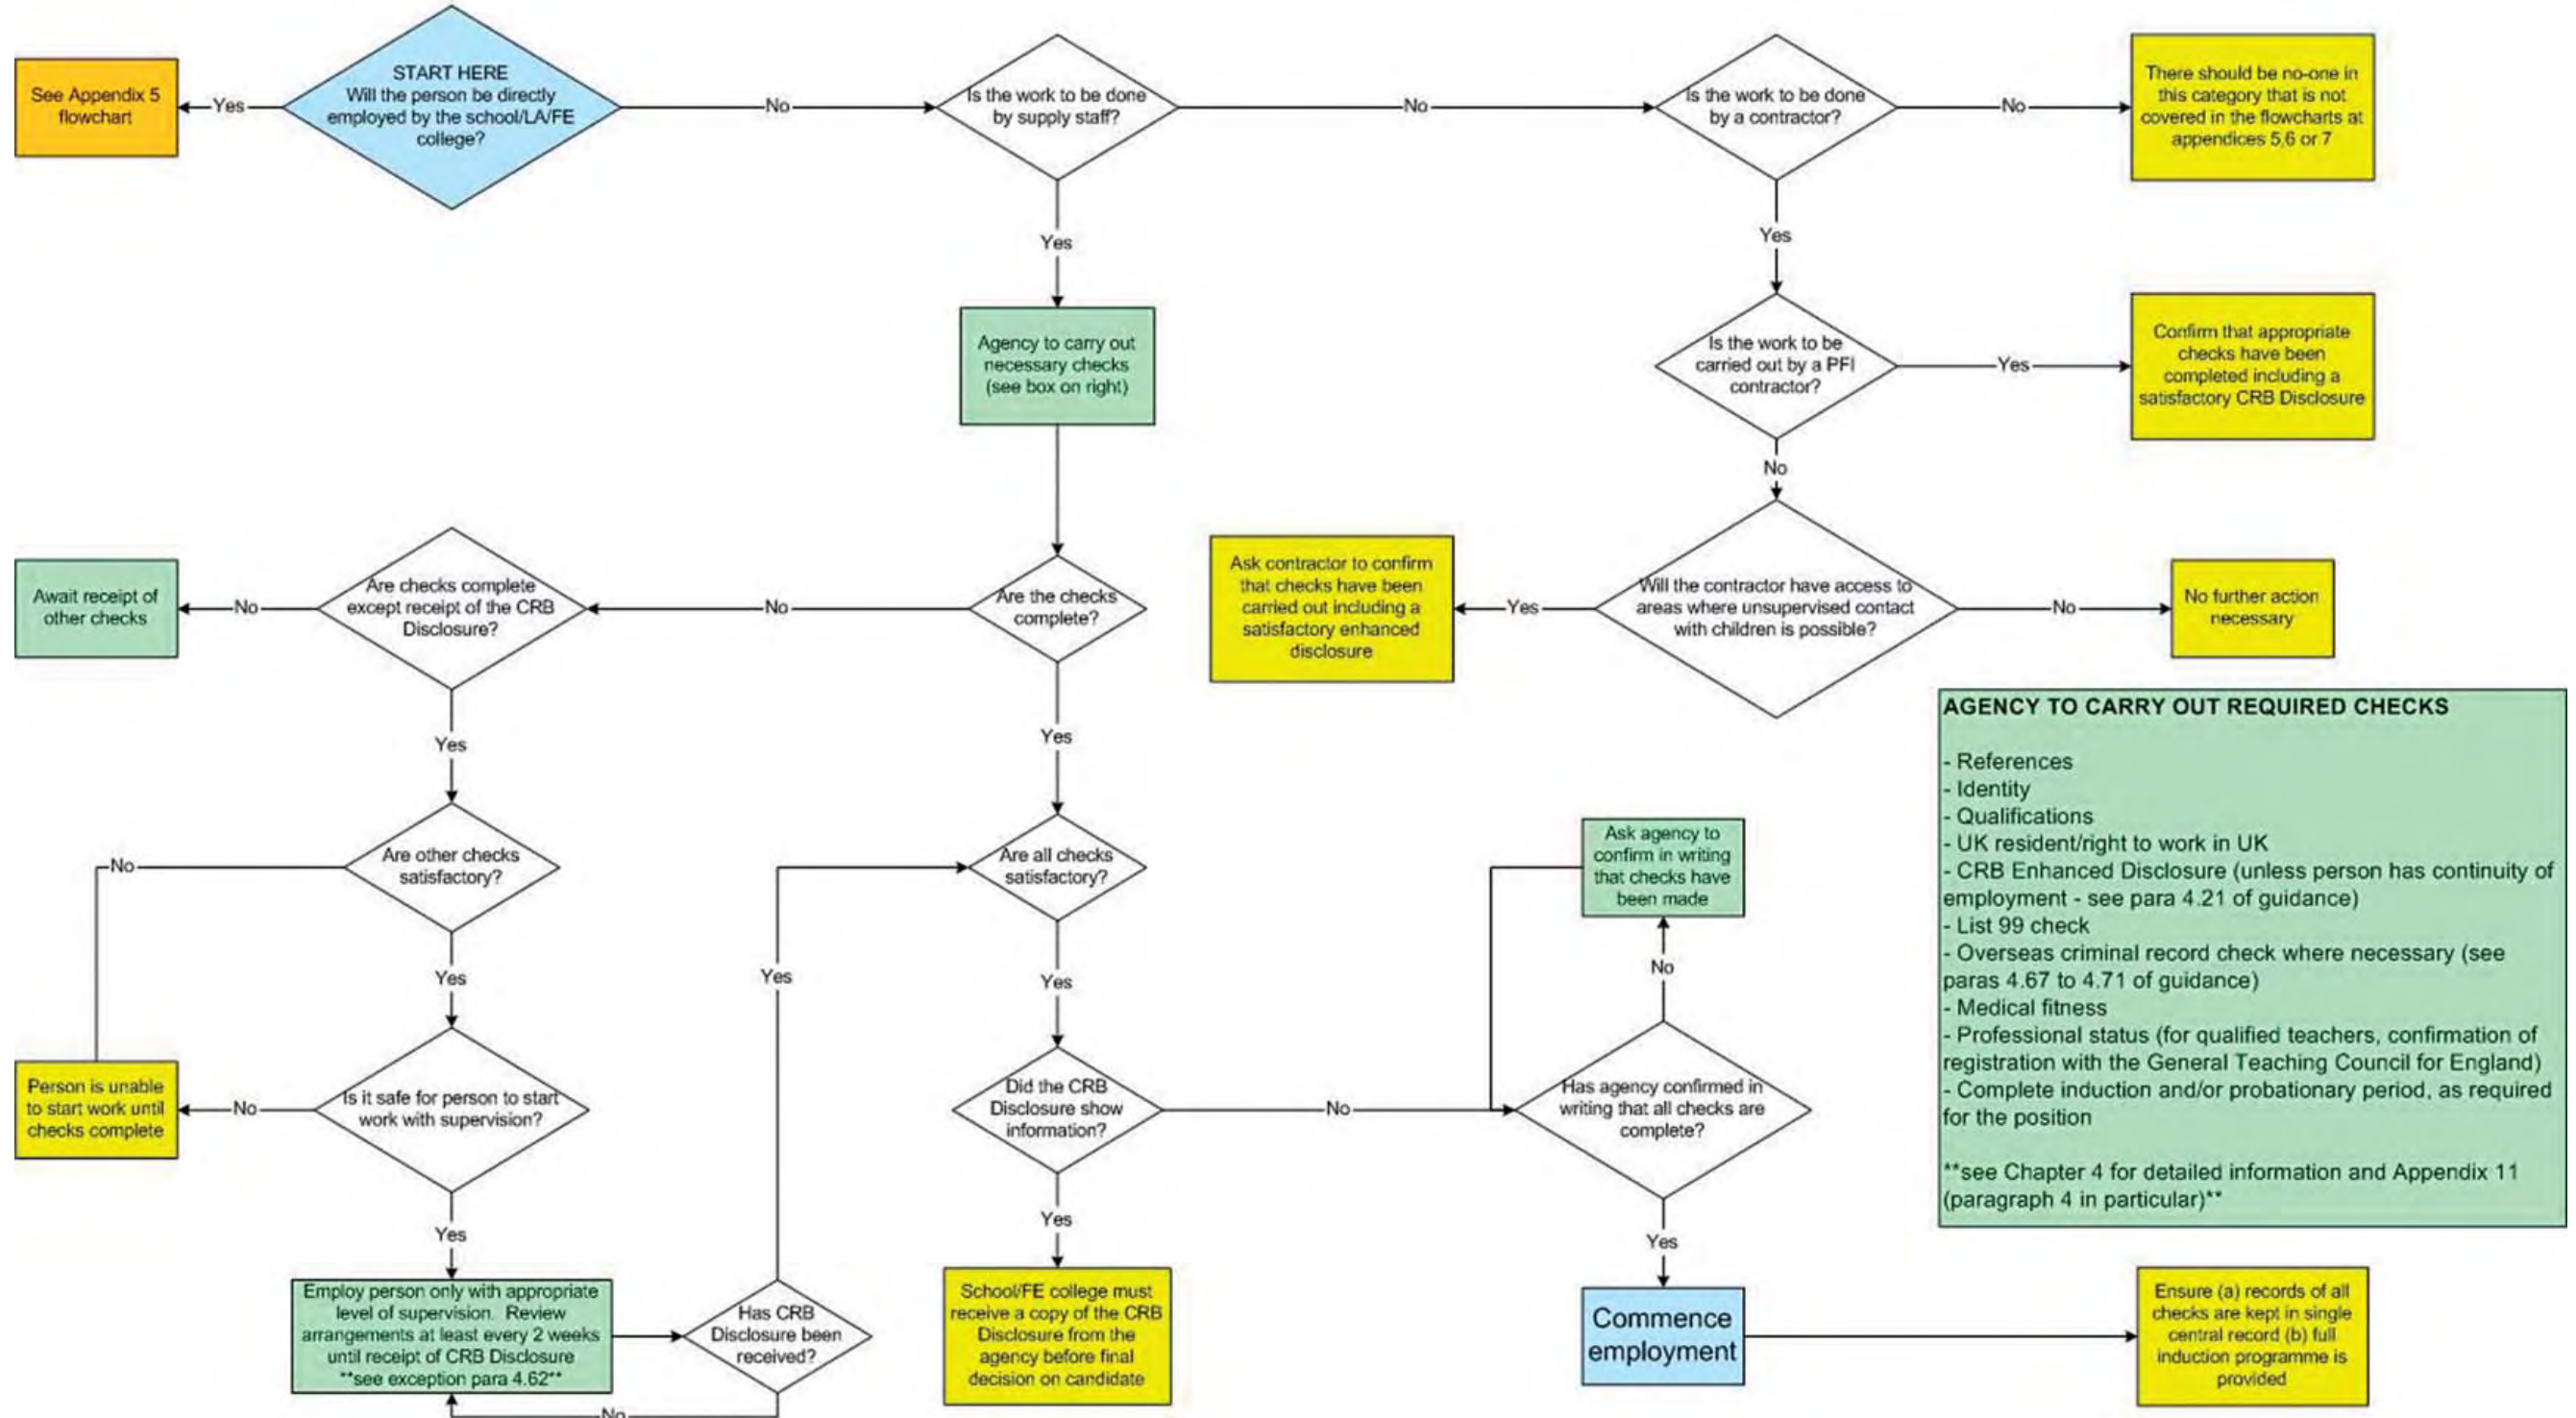 START HERE
Will the person be directly
employed by the school/LA/FE
college?
Yes
See Appendix 5
flowchart
No
Is the work to be done
by supply staff?
No
Is the work to be done
by a contractor?
No
There should be no-one in
this category that is not
covered in the flowcharts at
appendices 5,6 or 7
Yes
Yes
Agency to carry out
necessary checks
(see box on right)
Is the work to be
carried out by a PFI
contractor?
Yes
Confirm that appropriate
checks have been
completed including a
satisfactory CRB Disclosure
No
Await receipt of
other checks
No
Are checks complete
except receipt of the CRB
Disclosure?
No
Are the checks
complete?
Ask contractor to confirm
that checks have been
carried out including a
satisfactory enhanced
disclosure
Yes
Will the contractor have access to
areas where unsupervised contact
with children is possible?
No
No further action
necessary
Yes
Yes
AGENCY TO CARRY OUT REQUIRED CHECKS
- References
- Identity
- Qualifications
- UK resident/right to work in UK
- CRB Enhanced Disclosure (unless person has continuity of
employment - see para 4.21 of guidance)
- List 99 check
- Overseas criminal record check where necessary (see
paras 4.67 to 4.71 of guidance)
- Medical fitness
- Professional status (for qualified teachers, confirmation of
registration with the General Teaching Council for England)
- Complete induction and/or probationary period, as required
for the position
**see Chapter 4 for detailed information and Appendix 11
(paragraph 4 in particular)**
No
Are other checks
satisfactory?
Are all checks
satisfactory?
Ask agency to
confirm in writing
that checks have
been made
Yes
Yes
Yes
No
Person is unable
to start work until
checks complete
No
Is it safe for person to start
work with supervision?
Did the CRB
Disclosure show
information?
No
Has agency confirmed in
writing that all checks are
complete?
Yes
Yes
Yes
Employ person only with appropriate
level of supervision. Review
arrangements at least every 2 weeks
until receipt of CRB Disclosure
**see exception para 4.62**
Has CRB
Disclosure been
received?
No
School/FE college must
receive a copy of the CRB
Disclosure from the
agency before final
decision on candidate
Commence
employment
Ensure (a) records of all
checks are kept in single
central record (b) full
induction programme is
provided